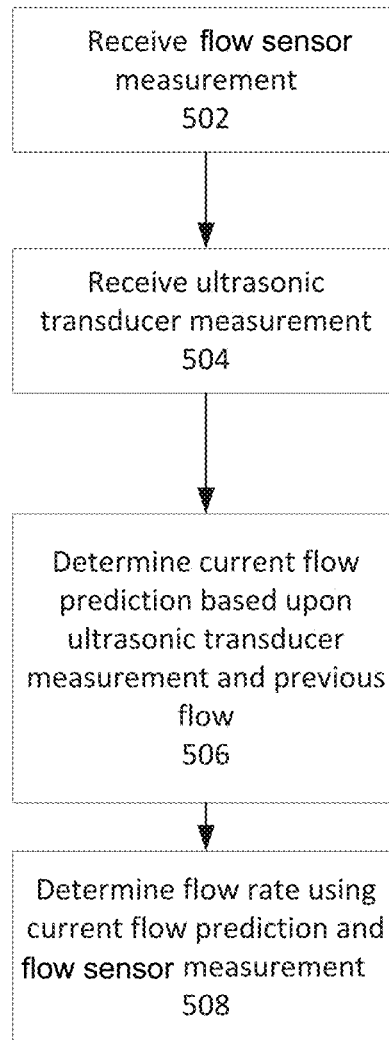 Receive flow sensor
measurement
502
Receive ultrasonic
transducer measurement
504
Determine current flow
prediction based upon
ultrasonic transducer
measurement and previous
flow
506
Determine flow rate using
current flow prediction and
flow sensor measurement
508